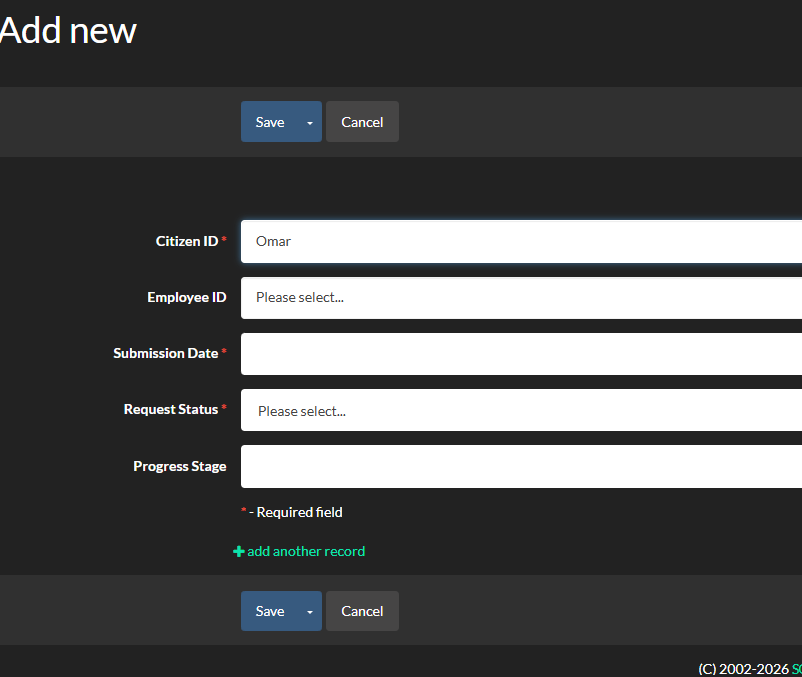 Add new
Save Cancel
Citizen ID * Omar
Employee ID Please select...
Submission Date *
Request Status * Please select...
Progress Stage
* - Required field
add another record
Save Cancel
(C) 2002-2026